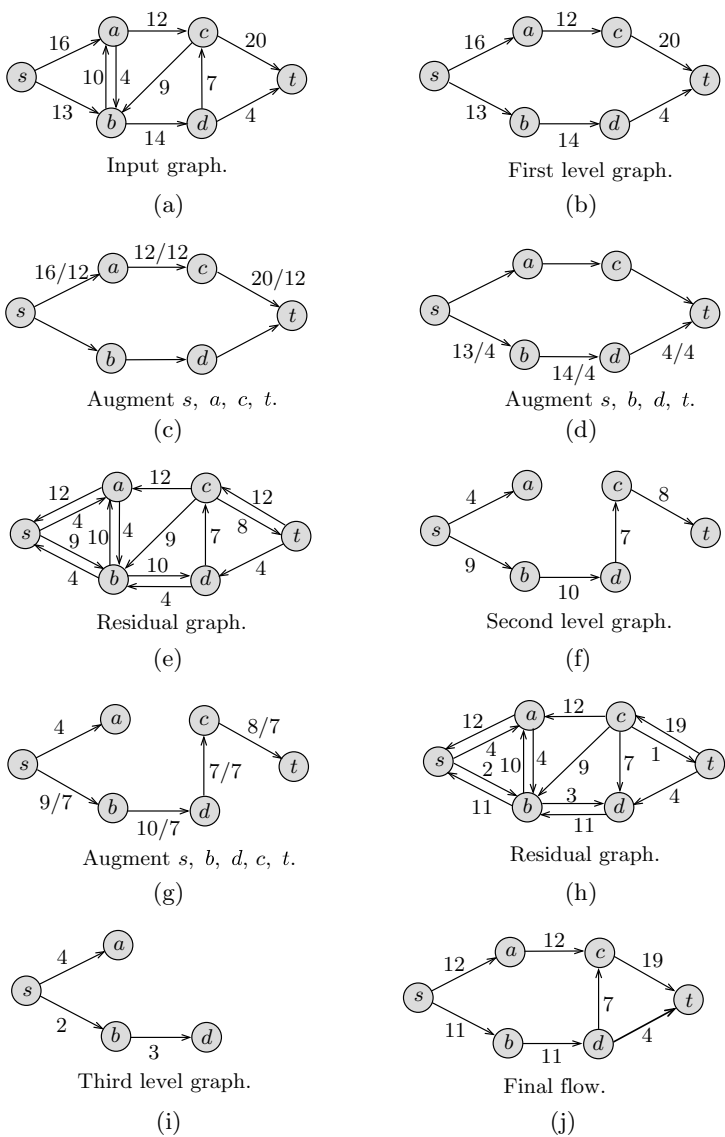 12
16
a
c
20
s
10
4
9
7
t
13
b
d
4
14
Input graph.
(a)
12
16
a
c
20
s
t
13
b
d
4
14
First level graph.
(b)
12/12
16/12
a
c
20/12
s
t
b
d
Augment s, a, c, t.
(c)
a
c
s
t
13/4
b
d
4/4
14/4
Augment s, b, d, t.
(d)
12
12
a
c
12
4
8
s
9
10
4
9
7
t
4
b
10
d
4
4
Residual graph.
(e)
4
a
c
8
s
7
t
9
b
d
10
Second level graph.
(f)
4
a
c
8/7
s
7/7
t
9/7
b
d
10/7
Augment s, b, d, c, t.
(g)
12
12
a
c
19
4
1
s
2
10
4
9
7
t
11
b
3
d
4
11
Residual graph.
(h)
4
a
s
2
b
d
3
Third level graph.
(i)
12
12
a
c
19
s
7
t
11
b
d
4
11
Final flow.
(j)